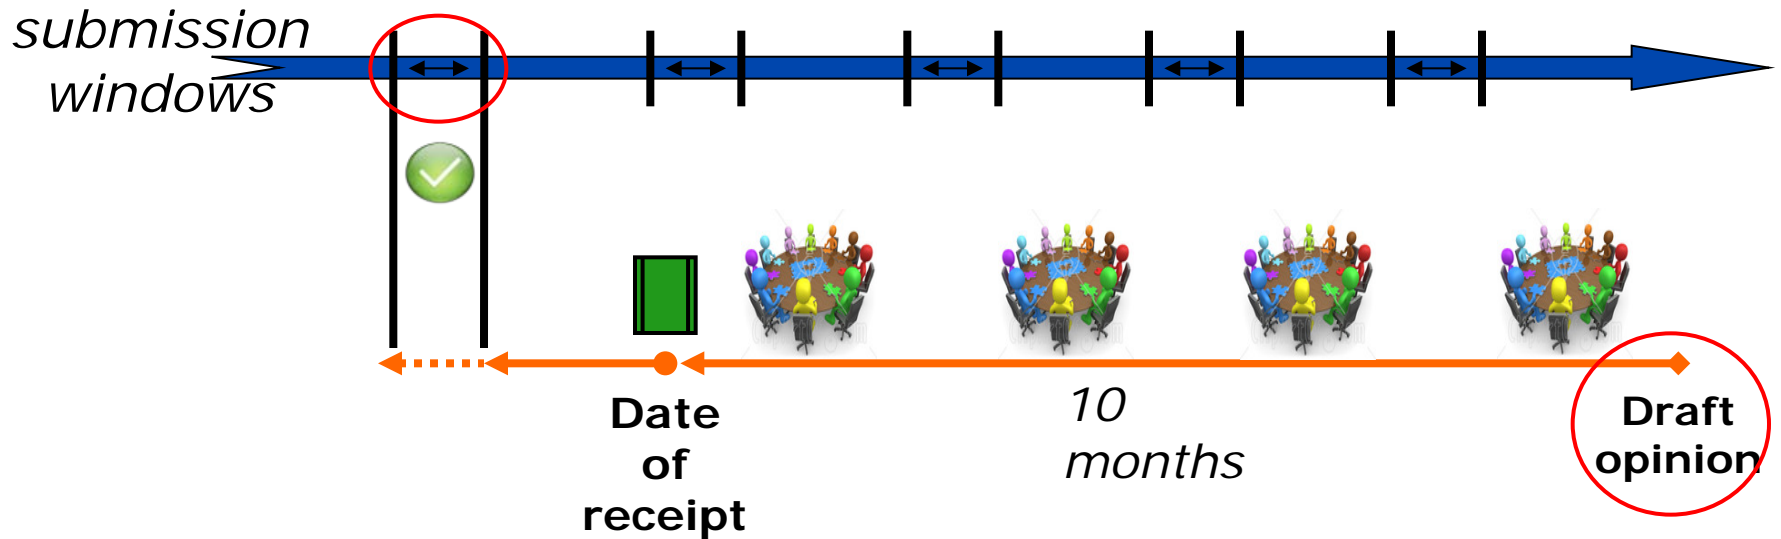 submission
windows
Date
of
receipt
10
months
Draft
opinion